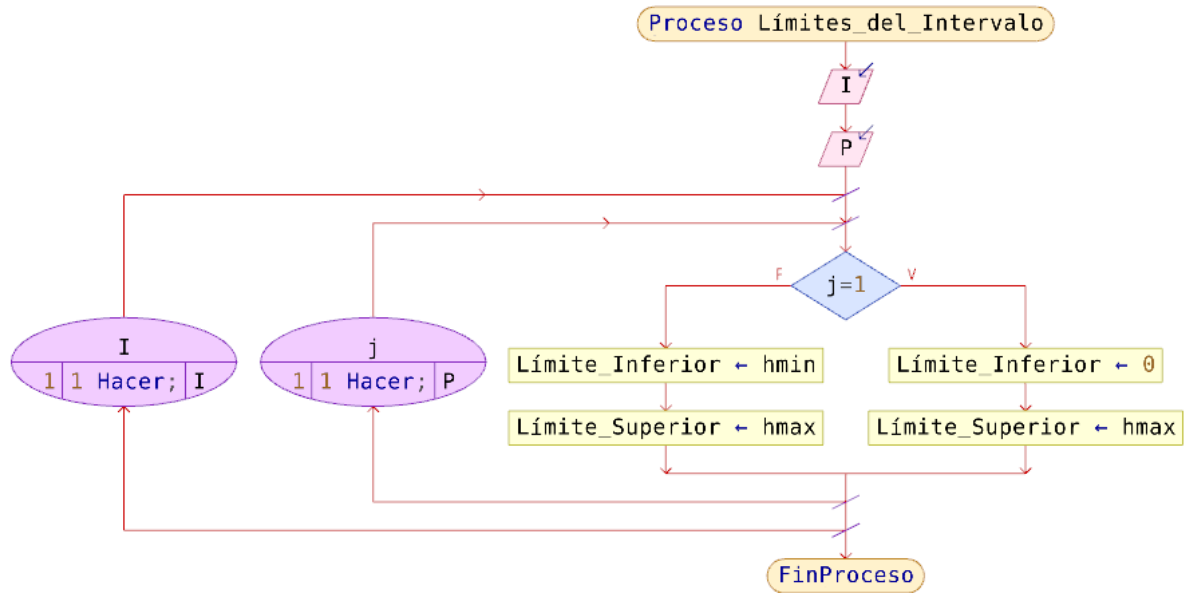 Proceso Límites_del_Intervalo
I
P
j=1
F
V
I
1 1 Hacer; I
j
1 1 Hacer; P
Límite_Inferior ← hmin
Límite_Superior ← hmax
Límite_Inferior ← 0
Límite_Superior ← hmax
FinProceso